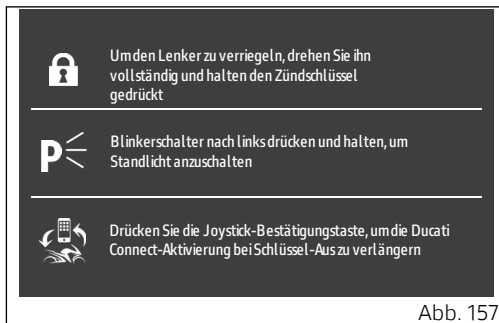 Um den Lenker zu verriegeln, drehen Sie ihn
vollständig und halten den Zündschlüssel
gedrückt
P
Blinkerschalter nach links drücken und halten, um
Standlicht anzuschalten
Drücken Sie die Joystick-Bestätigungstaste, um die Ducati
Connect-Aktivierung bei Schlüssel-Aus zu verlängern
Abb. 157